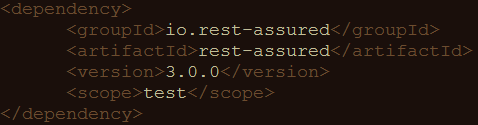 <dependency>
<groupId>io.rest-assured</groupId>
<artifactId>rest-assured</artifactId>
<version>3.0.0</version>
<scope>test</scope>
</dependency>